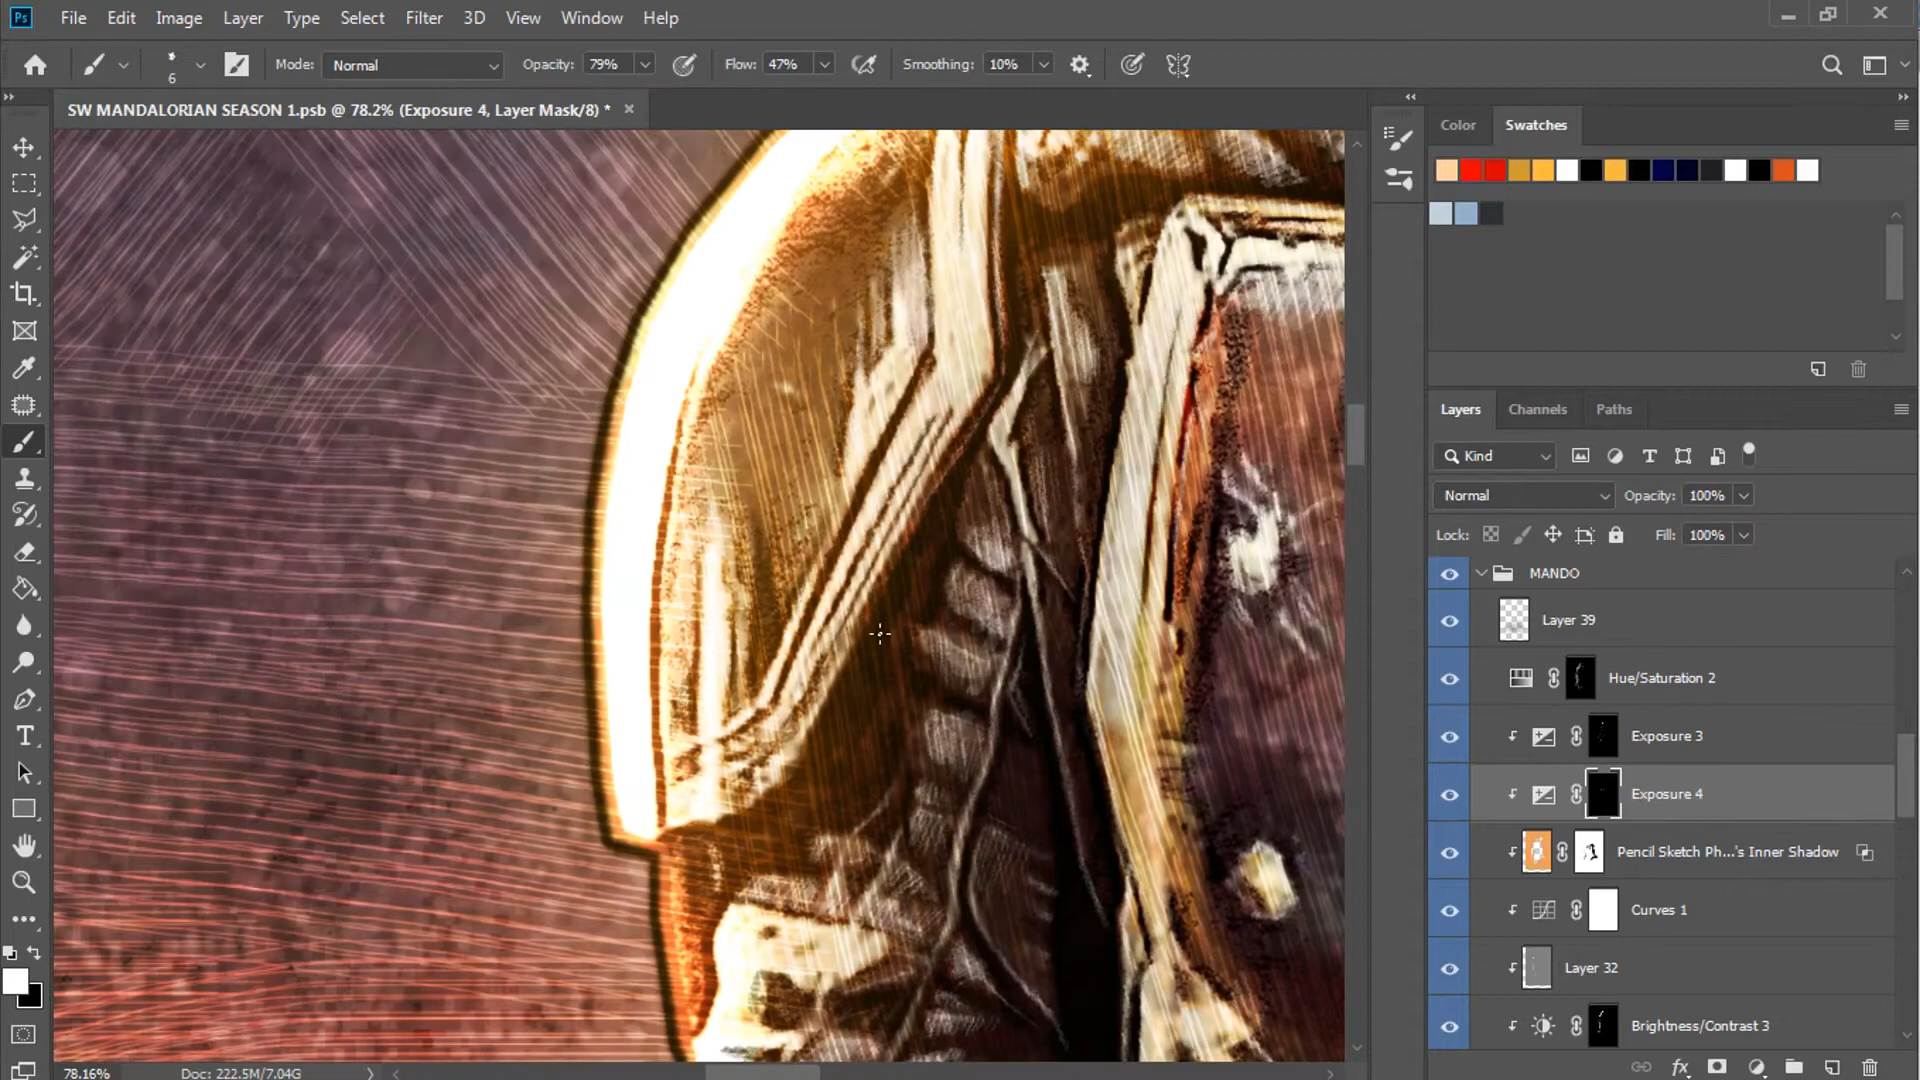 Ps File Edit Image Layer Type Select Filter 3D View Window Help
6 Mode: Normal Opacity: 79% Flow: 47% Smoothing: 10%
SW MANDALORIAN SEASON 1.psb @ 78.2% (Exposure 4, Layer Mask/8) *
Color Swatches
Layers Channels Paths
Kind
Normal Opacity: 100%
Lock: Fill: 100%
MANDO
Layer 39
Hue/Saturation 2
Exposure 3
Exposure 4
Pencil Sketch Ph...'s Inner Shadow
Curves 1
Layer 32
Brightness/Contrast 3
78.16% Doc: 222.5M/7.04G
fx